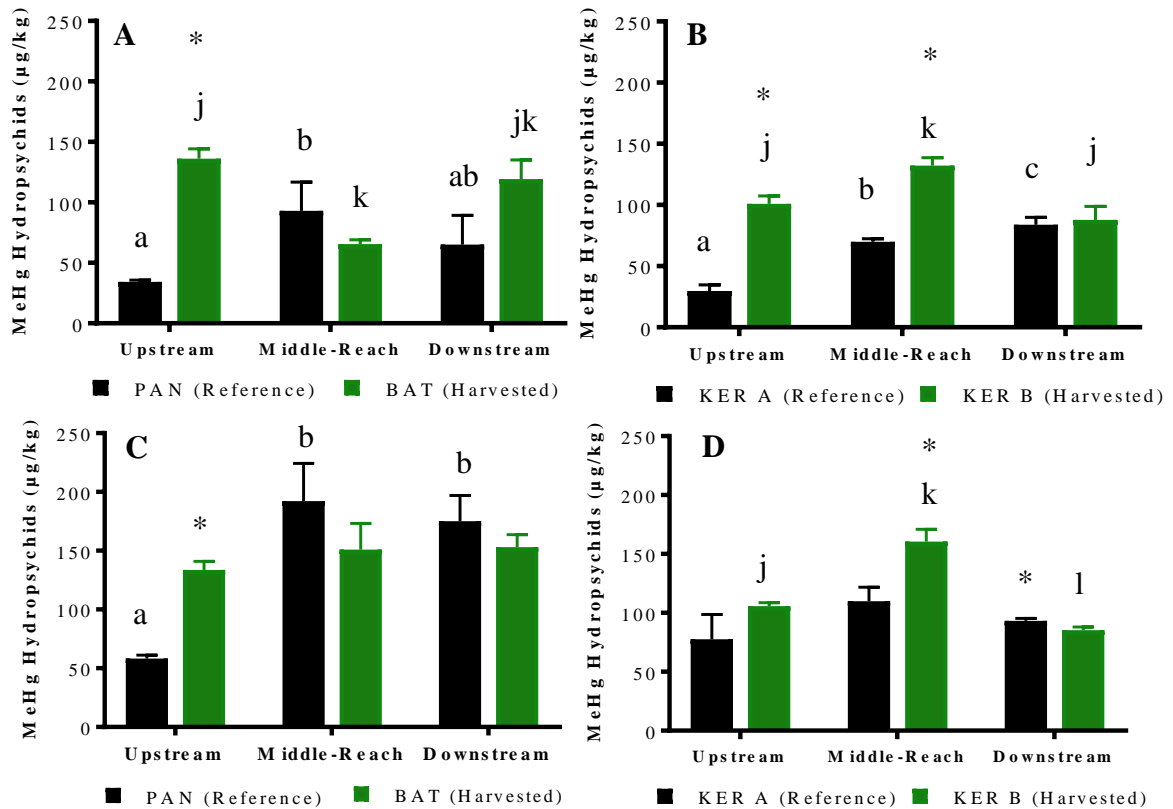 A
MeHg Hydropsychids (µg/kg)
250
200
150
100
50
0
a
*
j
b
k
ab
jk
Upstream Middle-Reach Downstream
PAN (Reference) BAT (Harvested)
B
MeHg Hydropsychids (µg/kg)
250
200
150
100
50
0
a
*
j
b
*
k
c
j
Upstream Middle-Reach Downstream
KER A (Reference) KER B (Harvested)
C
MeHg Hydropsychids (µg/kg)
250
200
150
100
50
0
a
*
b
b
Upstream Middle-Reach Downstream
PAN (Reference) BAT (Harvested)
D
MeHg Hydropsychids (µg/kg)
250
200
150
100
50
0
j
*
k
*
l
Upstream Middle-Reach Downstream
KER A (Reference) KER B (Harvested)